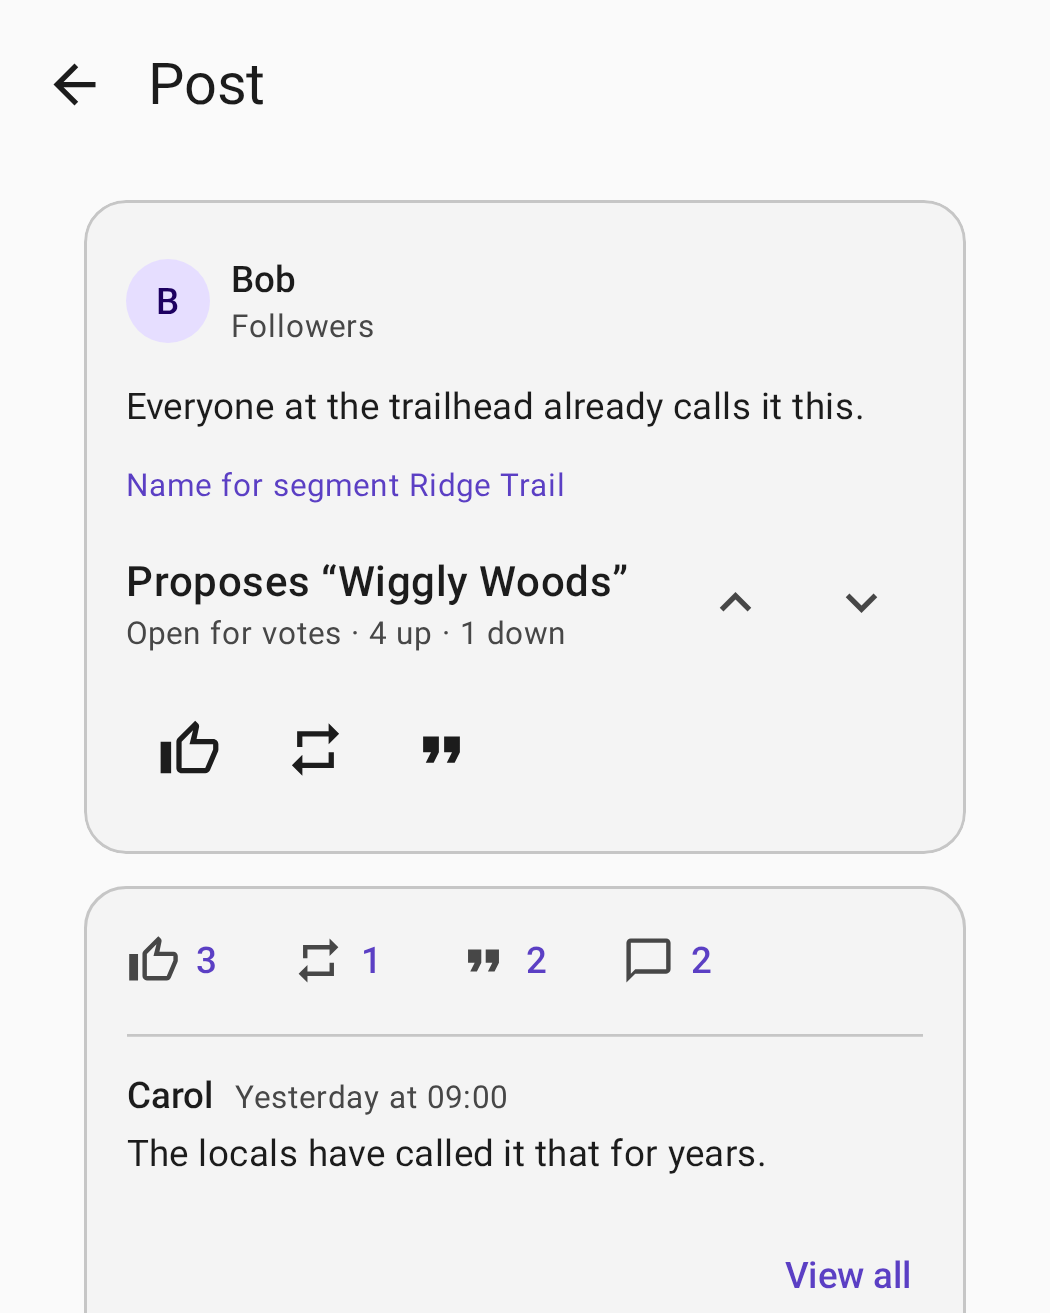 Post
B
Bob
Followers
Everyone at the trailhead already calls it this.
Name for segment Ridge Trail
Proposes “Wiggly Woods”
Open for votes · 4 up · 1 down
3 1 2 2
Carol Yesterday at 09:00
The locals have called it that for years.
View all